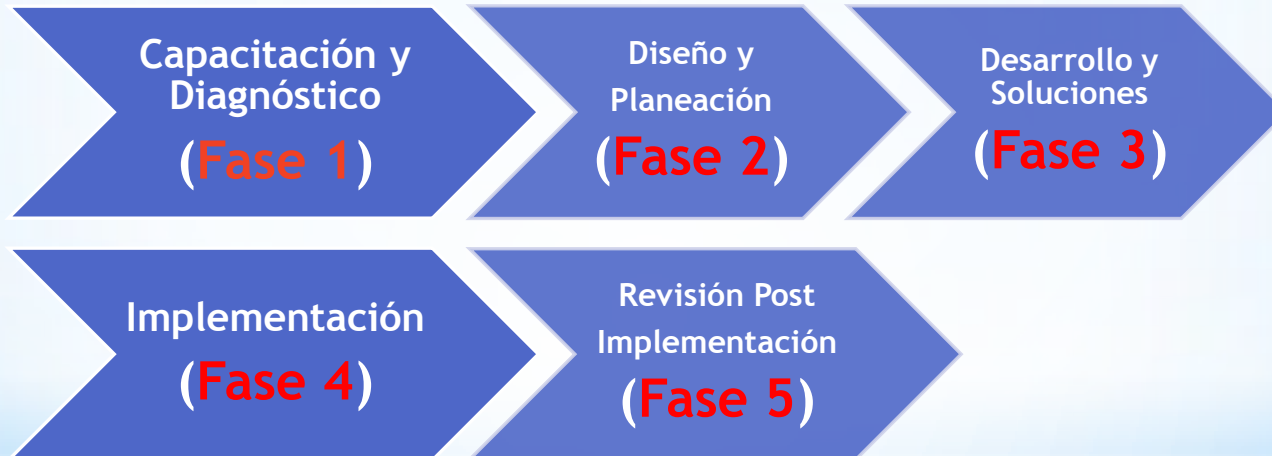 Capacitación y
Diagnóstico
(Fase 1)
Diseño y
Planeación
(Fase 2)
Desarrollo y
Soluciones
(Fase 3)
Implementación
(Fase 4)
Revisión Post
Implementación
(Fase 5)